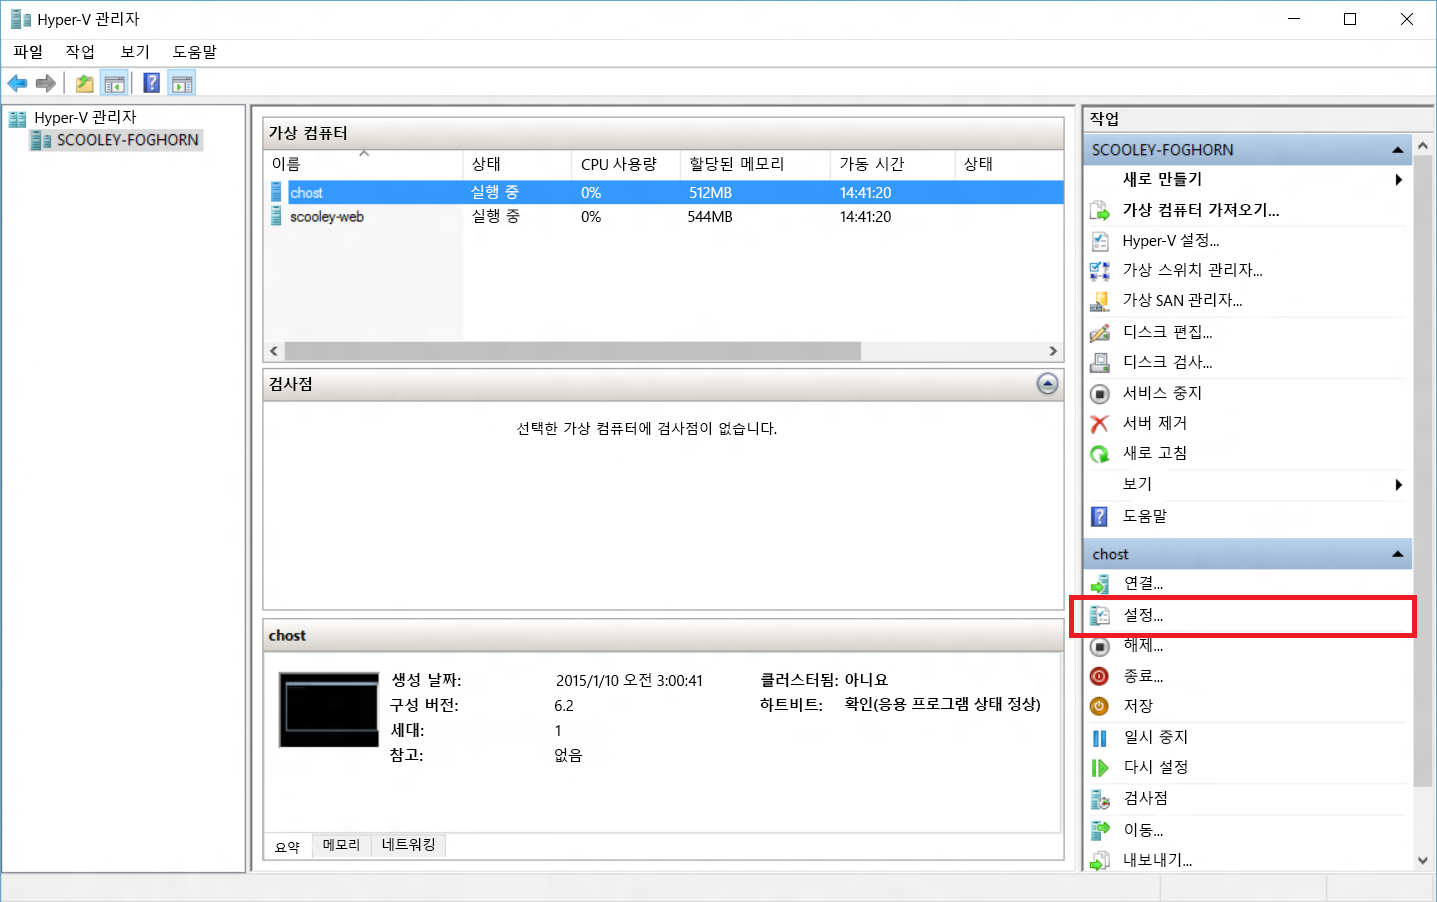 Hyper-V 관리자
파일 작업 보기 도움말
Hyper-V 관리자
SCOOLEY-FOGHORN
가상 컴퓨터
이름 상태 CPU 사용량 할당된 메모리 가동 시간 상태
chost 실행 중 0% 512MB 14:41:20
scooley-web 실행 중 0% 544MB 14:41:20
검사점
선택한 가상 컴퓨터에 검사점이 없습니다.
chost
생성 날짜: 2015/1/10 오전 3:00:41 클러스터됨: 아니요
구성 버전: 6.2 하트비트: 확인(응용 프로그램 상태 정상)
세대: 1
참고: 없음
요약 메모리 네트워킹
작업
SCOOLEY-FOGHORN
새로 만들기
가상 컴퓨터 가져오기...
Hyper-V 설정...
가상 스위치 관리자...
가상 SAN 관리자...
디스크 편집...
디스크 검사...
서비스 중지
서버 제거
새로 고침
보기
도움말
chost
연결...
설정...
해제...
종료...
저장
일시 중지
다시 설정
검사점
이동...
내보내기...